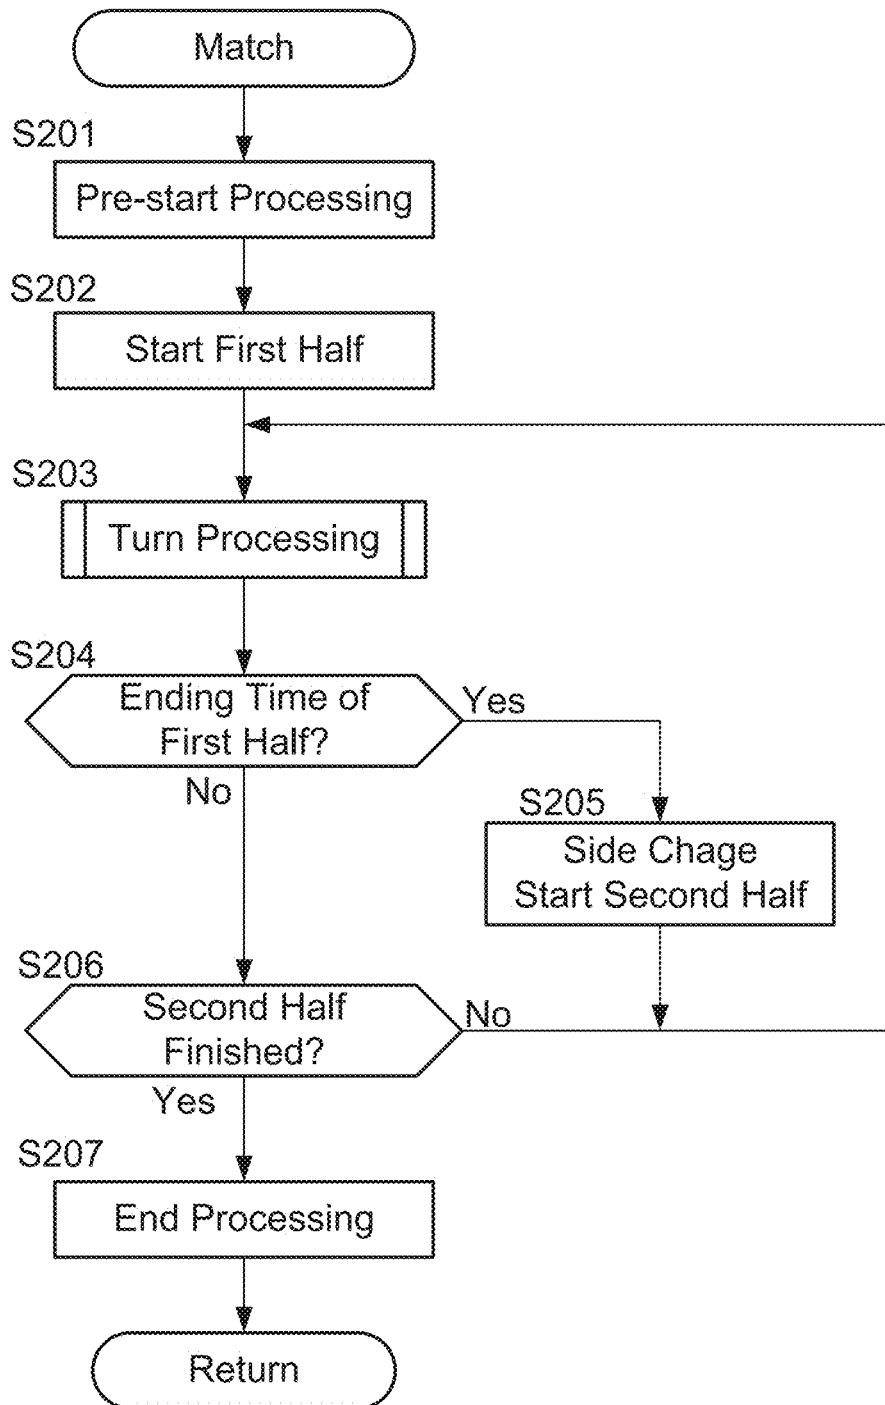 Match
S201
Pre-start Processing
S202
Start First Half
S203
Turn Processing
S204
Ending Time of
First Half?
Yes
No
S205
Side Chage
Start Second Half
S206
Second Half
Finished?
No
Yes
S207
End Processing
Return